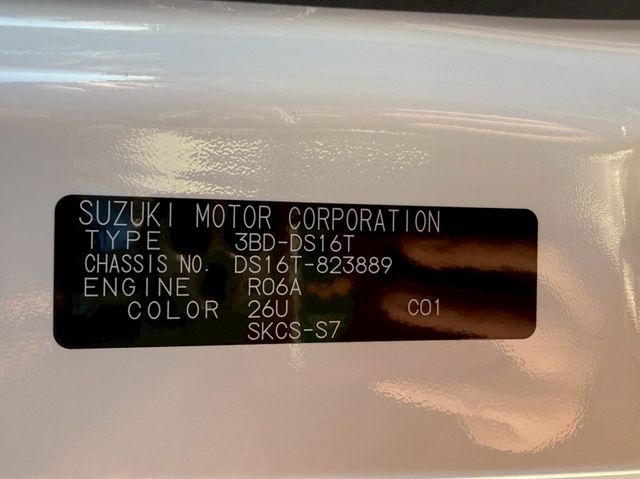 SUZUKI MOTOR CORPORATION
TYPE 3BD-DS16T
CHASSIS NO. DS16T-823889
ENGINE R06A
COLOR 26U C01
SKCS-S7